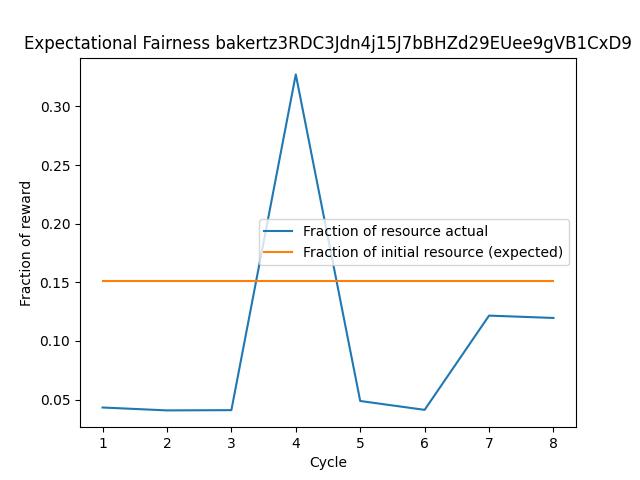 Expectational Fairness bakertz3RDC3Jdn4j15J7bBHZd29EUee9gVB1CxD9
0.30
0.25
0.20
0.15
0.10
0.05
Fraction of reward
Fraction of resource actual
Fraction of initial resource (expected)
1 2 3 4 5 6 7 8
Cycle